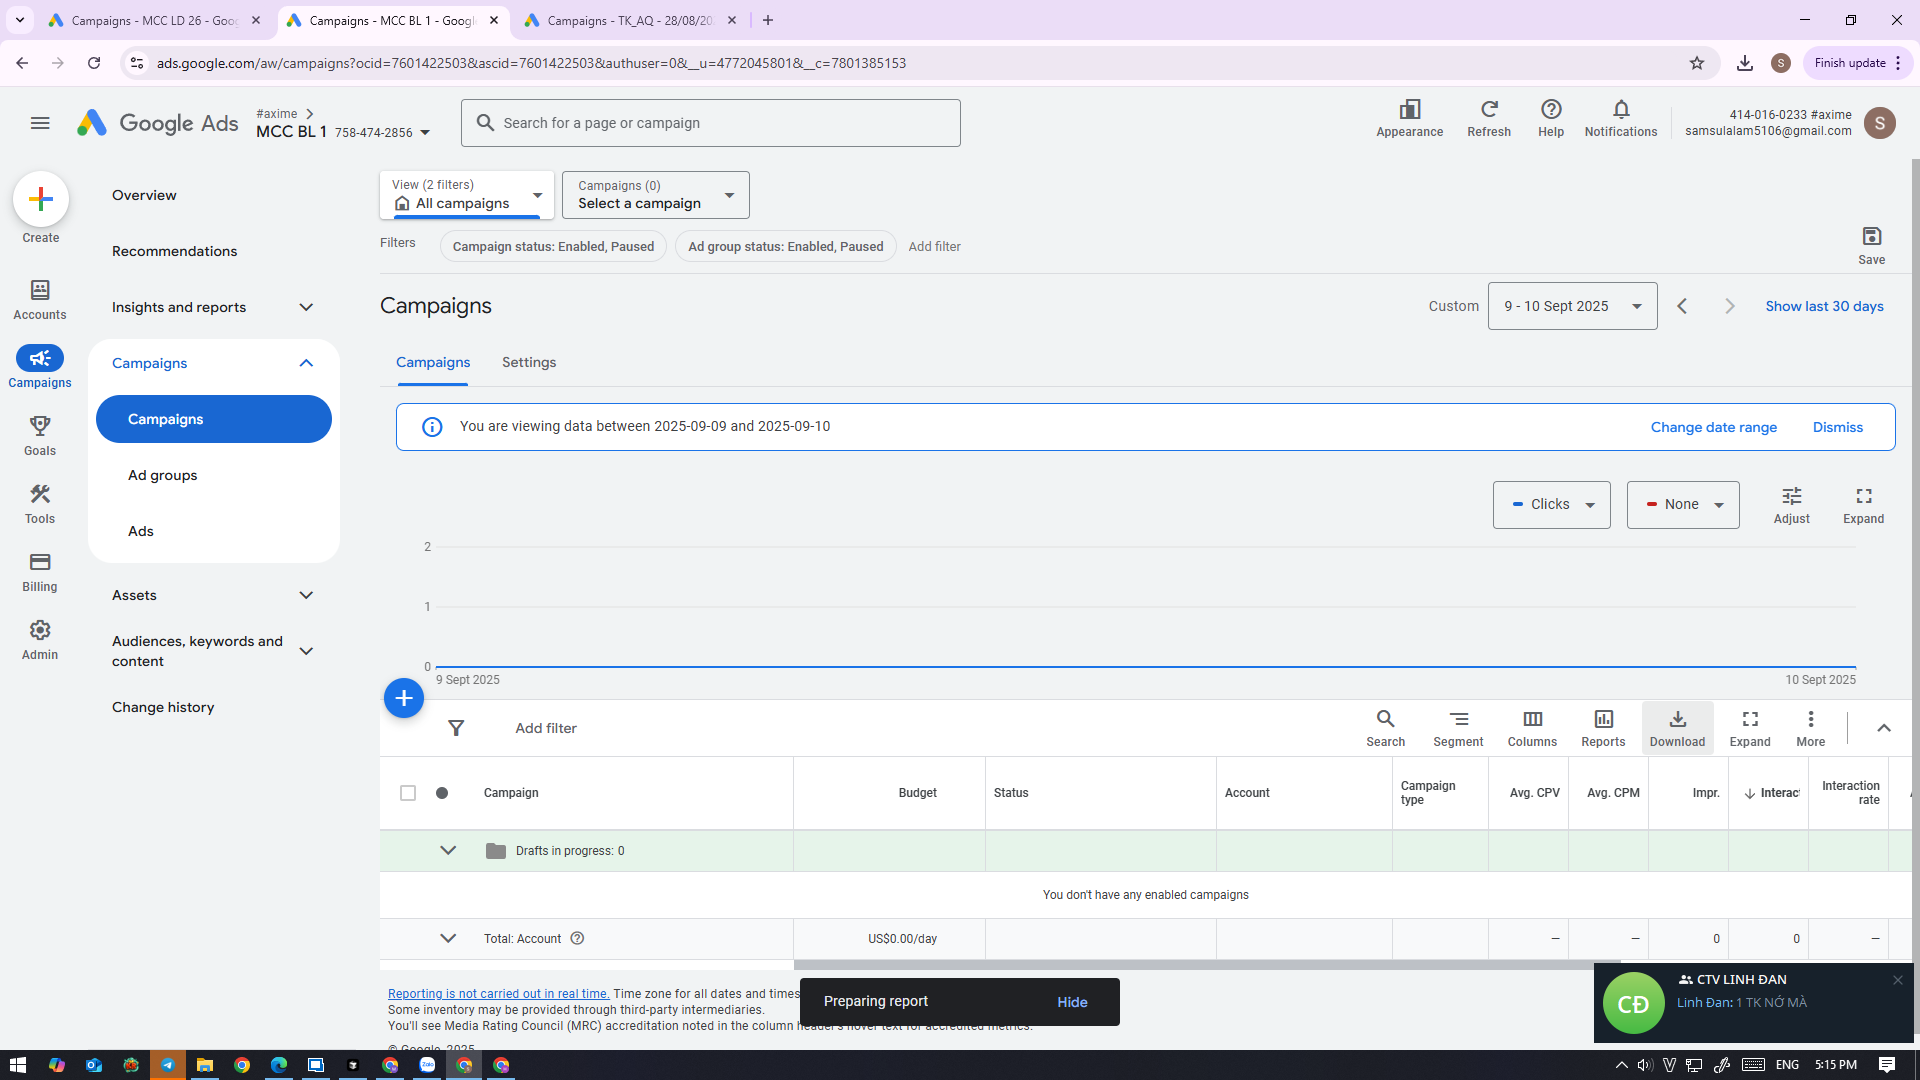 Campaigns - MCC LD 26 - Goog
Campaigns - MCC BL 1 - Google
Campaigns - TK_AQ - 28/08/20
ads.google.com/aw/campaigns?ocid=7601422503&ascid=7601422503&authuser=0&__u=4772045801&__c=7801385153
S
Finish update
Google Ads
#axime
MCC BL 1 758-474-2856
Search for a page or campaign
Appearance
Refresh
Help
Notifications
414-016-0233 #axime
samsulalam5106@gmail.com
S
Create
Accounts
Campaigns
Goals
Tools
Billing
Admin
Overview
Recommendations
Insights and reports
Campaigns
Campaigns
Ad groups
Ads
Assets
Audiences, keywords and
content
Change history
View (2 filters)
All campaigns
Campaigns (0)
Select a campaign
Filters
Campaign status: Enabled, Paused
Ad group status: Enabled, Paused
Add filter
Save
Campaigns
Custom
9 - 10 Sept 2025
Show last 30 days
Campaigns
Settings
You are viewing data between 2025-09-09 and 2025-09-10
Change date range
Dismiss
Clicks
None
Adjust
Expand
2
1
0
9 Sept 2025
10 Sept 2025
Add filter
Search
Segment
Columns
Reports
Download
Expand
More
Campaign
Budget
Status
Account
Campaign
type
Avg. CPV
Avg. CPM
Impr.
Interac
Interaction
rate
Drafts in progress: 0
You don't have any enabled campaigns
Total: Account
US$0.00/day
—
—
0
0
—
Reporting is not carried out in real time. Time zone for all dates and times
Some inventory may be provided through third-party intermediaries.
You'll see Media Rating Council (MRC) accreditation noted in the column header's hover text for accredited metrics.
© Google, 2025
Preparing report
Hide
CĐ
CTV LINH ĐAN
Linh Đan: 1 TK NỚ MÀ
Zalo
ENG
5:15 PM